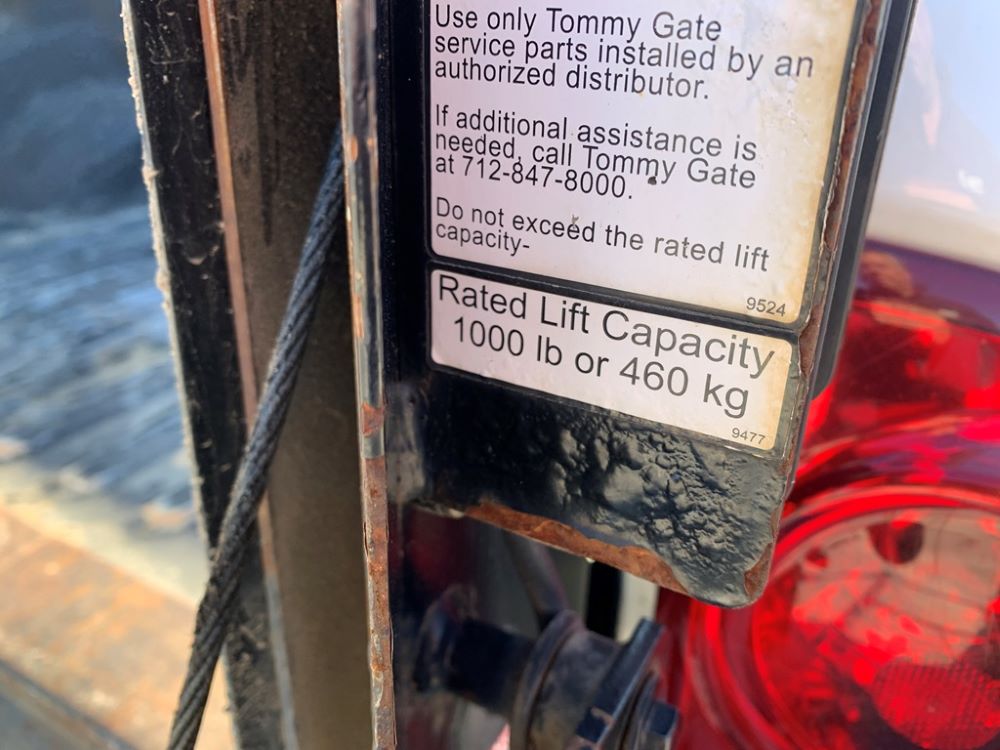 Use only Tommy Gate
service parts installed by an
authorized distributor.
If additional assistance is
needed, call Tommy Gate
at 712-847-8000.
Do not exceed the rated lift
capacity-
9524
Rated Lift Capacity
1000 lb or 460 kg
9477